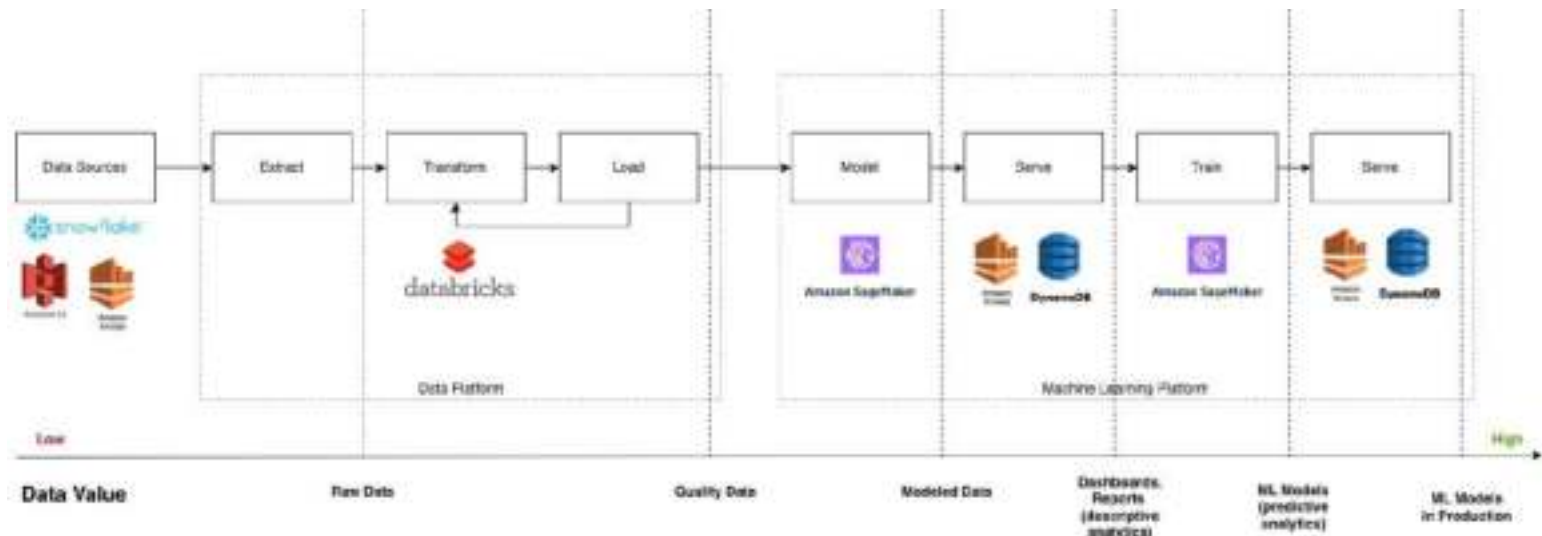 Data Sources
Extract
Transform
Load
Model
Serve
Train
Serve
snowflake
databricks
Amazon SageMaker
DynamoDB
Amazon SageMaker
DynamoDB
Data Platform
Machine Learning Platform
Low
High
Data Value
Raw Data
Quality Data
Modeled Data
Dashboards,
Reports
(descriptive
analytics)
ML Models
(predictive
analytics)
ML Models
in Production